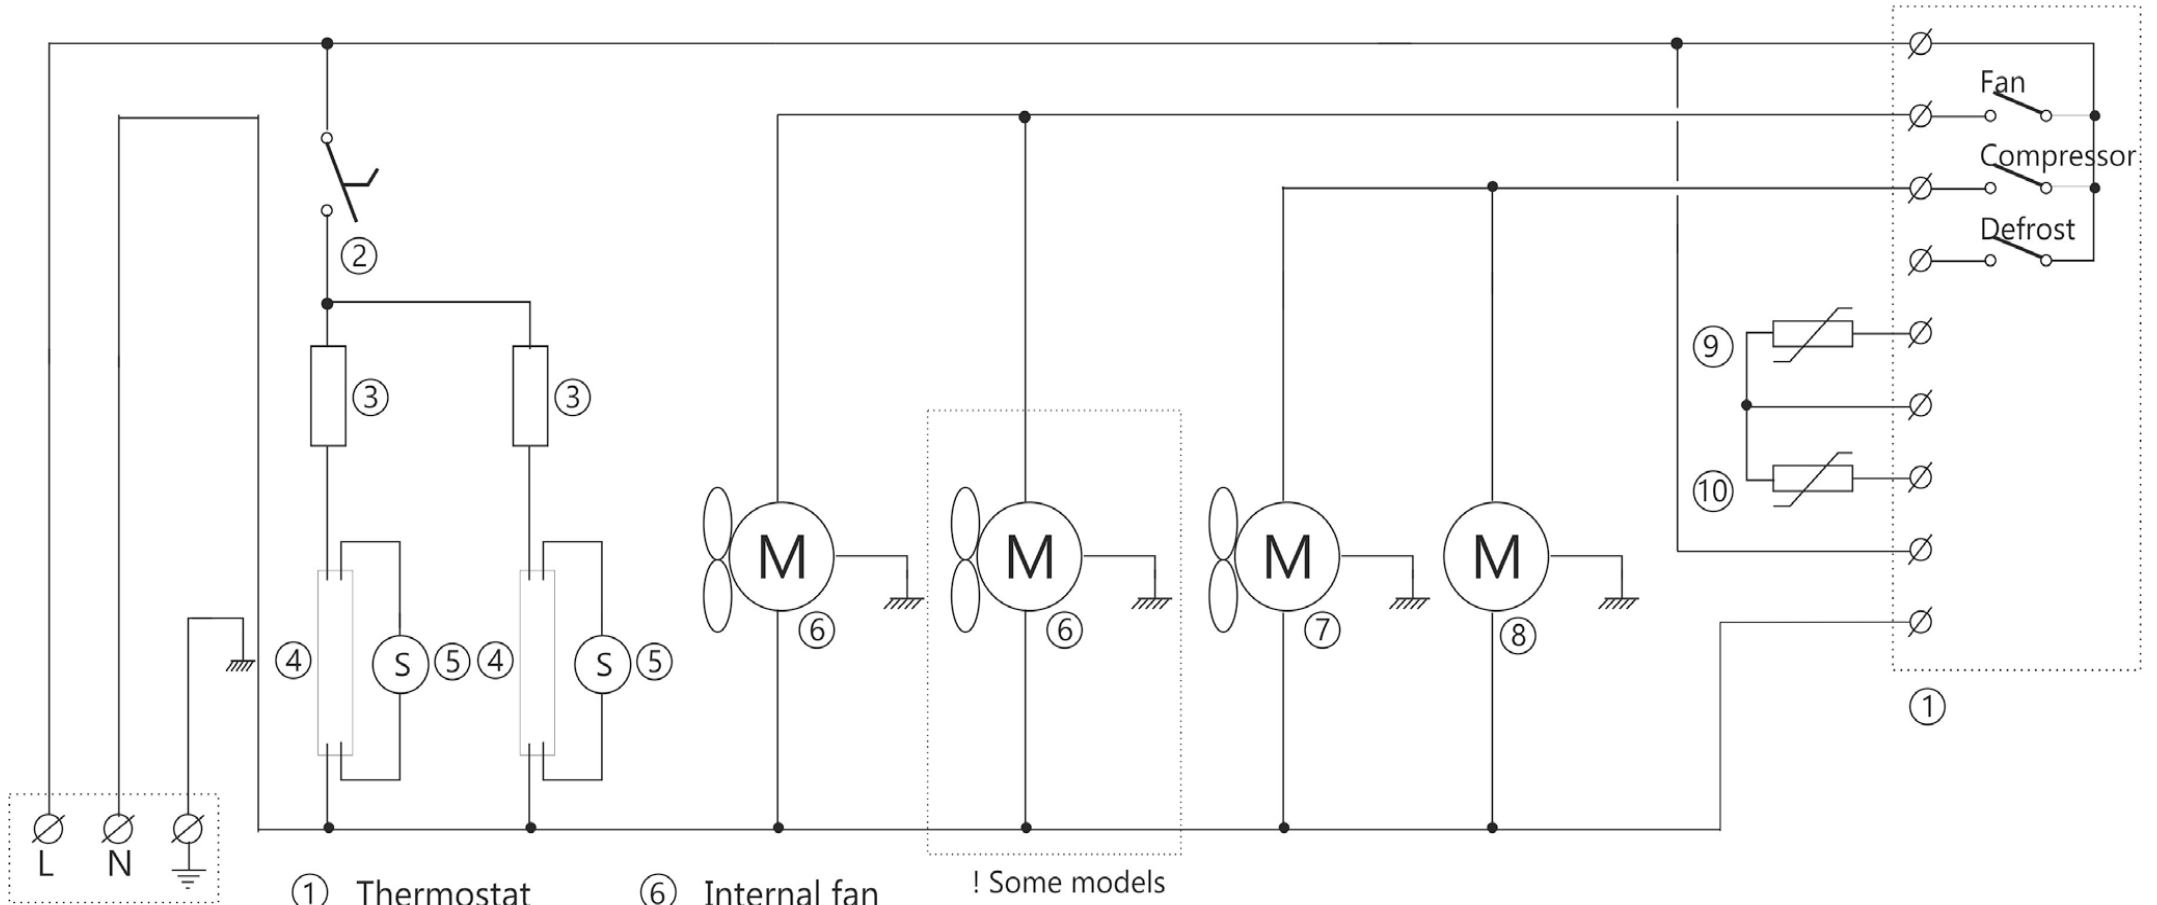 Fan
Compressor
Defrost
2
9
3
3
10
M
M
M
M
6
6
7
8
4
S
5
4
S
5
1
L
N
1 Thermostat
6 Internal fan
! Some models